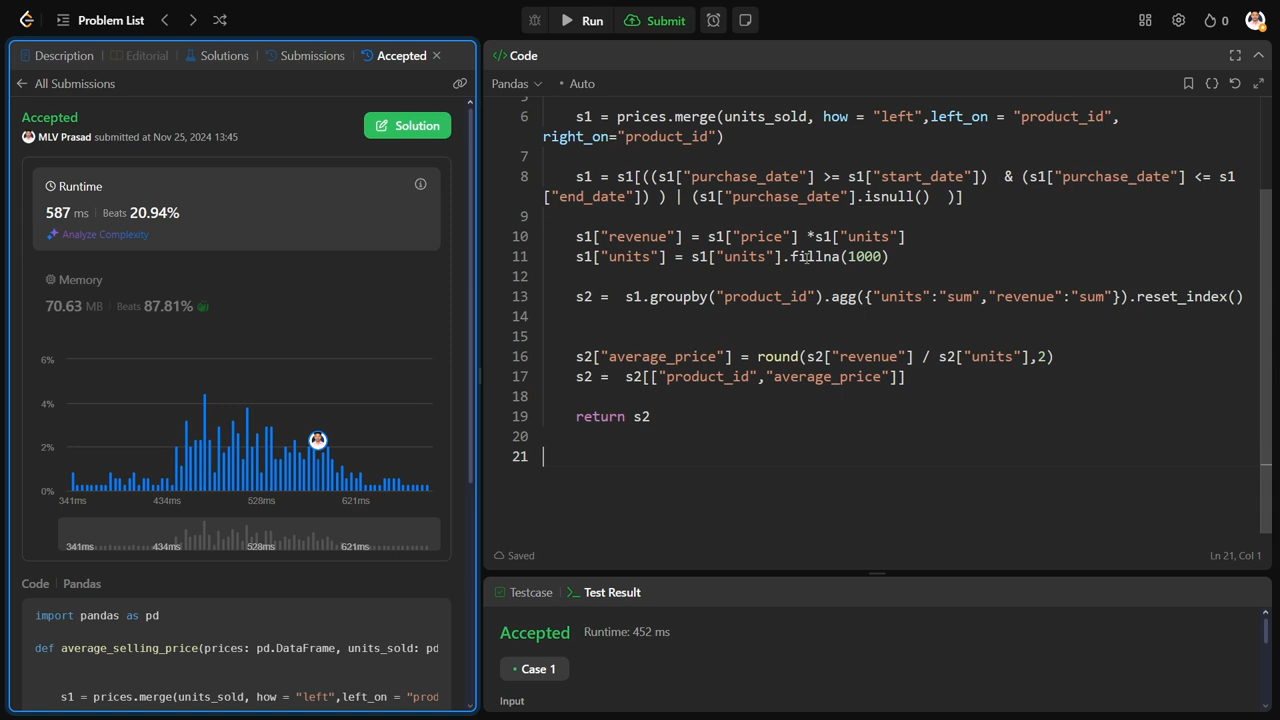 Problem List
Run
Submit
0
Description
Editorial
Solutions
Submissions
Accepted
All Submissions
Accepted
MLV Prasad submitted at Nov 25, 2024 13:45
Solution
Runtime
587 ms | Beats 20.94%
Analyze Complexity
Memory
70.63 MB | Beats 87.81%
6%
4%
2%
0%
341ms 434ms 528ms 621ms
341ms 434ms 528ms 621ms
Code | Pandas
import pandas as pd
def average_selling_price(prices: pd.DataFrame, units_sold: pd
s1 = prices.merge(units_sold, how = "left",left_on = "prod
Code
Pandas
Auto
5
6 s1 = prices.merge(units_sold, how = "left",left_on = "product_id",
right_on="product_id")
7
8 s1 = s1[((s1["purchase_date"] >= s1["start_date"])  & (s1["purchase_date"] <= s1
["end_date"]) ) | (s1["purchase_date"].isnull()  )]
9
10 s1["revenue"] = s1["price"] *s1["units"]
11 s1["units"] = s1["units"].fillna(1000)
12
13 s2 =  s1.groupby("product_id").agg({"units":"sum","revenue":"sum"}).reset_index()
14
15
16 s2["average_price"] = round(s2["revenue"] / s2["units"],2)
17 s2 =  s2[["product_id","average_price"]]
18
19 return s2
20
21
Saved
Ln 21, Col 1
Testcase
Test Result
Accepted Runtime: 452 ms
Case 1
Input